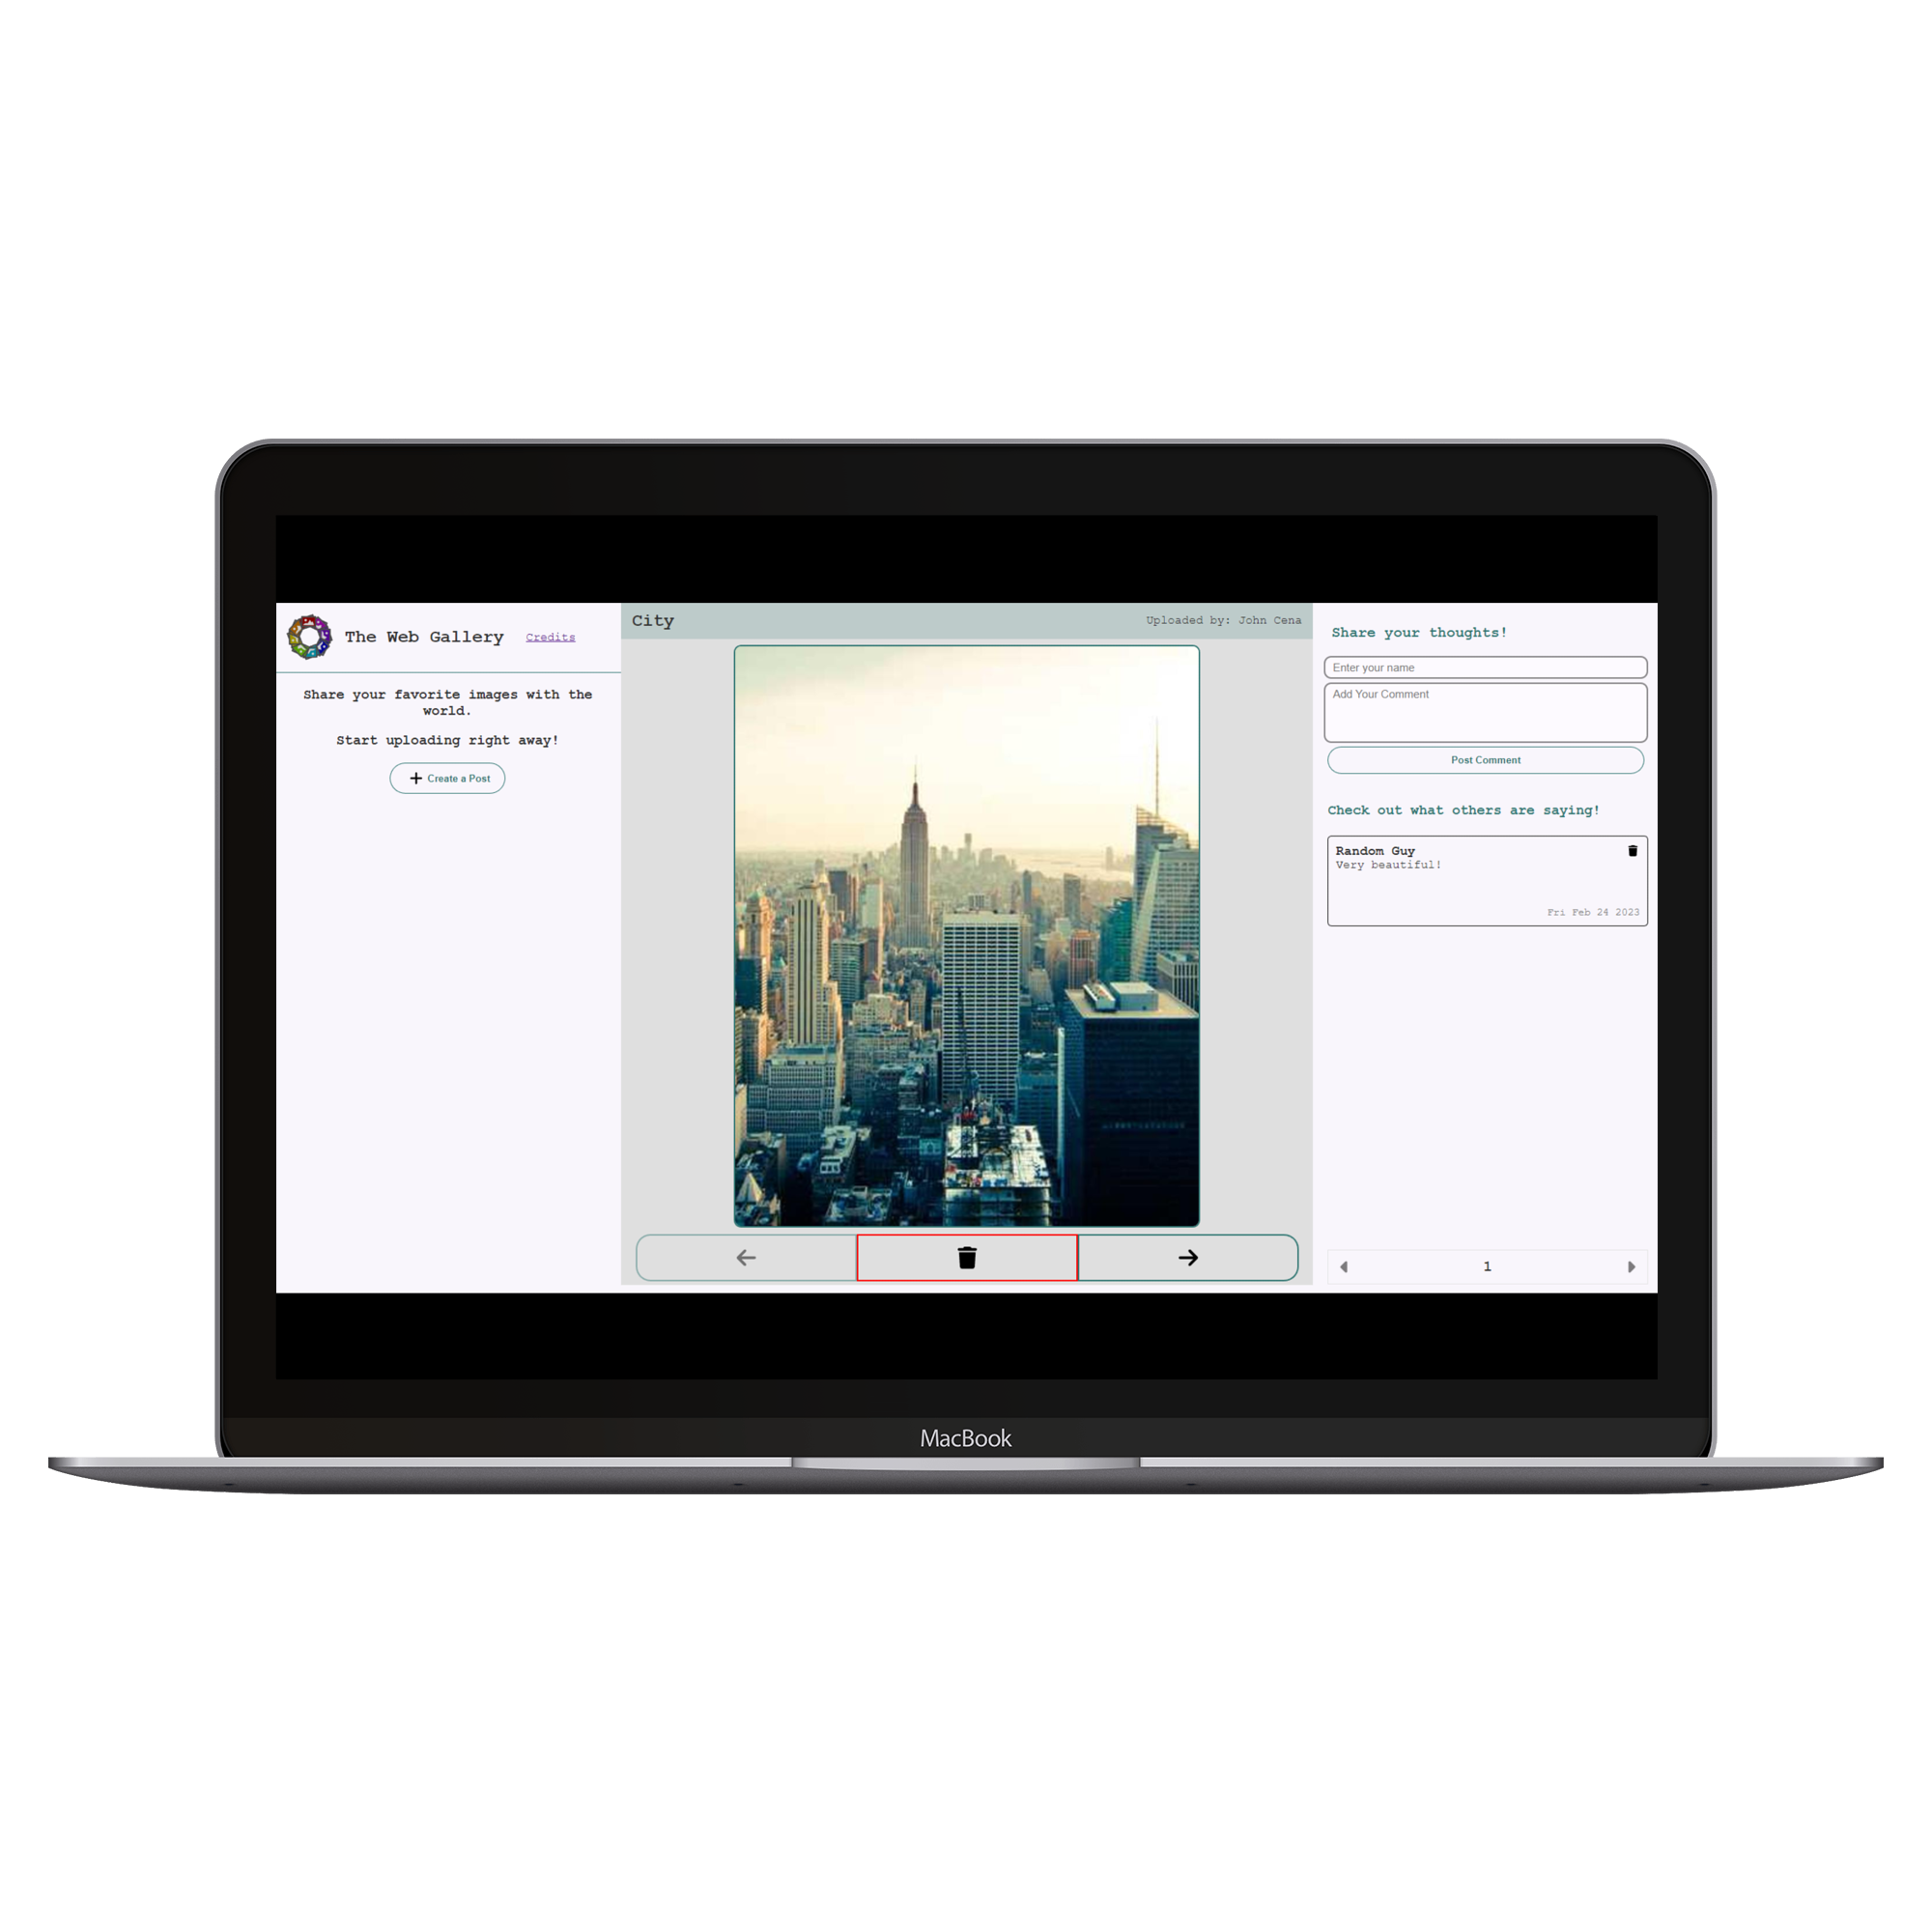 The Web Gallery Credits
Share your favorite images with the
world.
Start uploading right away!
Create a Post
City
Uploaded by: John Cena
Share your thoughts!
Enter your name
Add Your Comment
Post Comment
Check out what others are saying!
Random Guy
Very beautiful!
Fri Feb 24 2023
1
MacBook